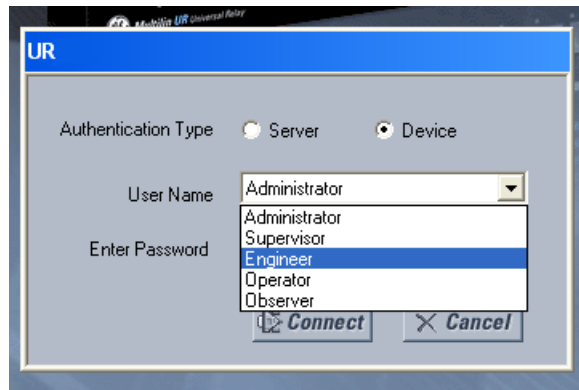 Multilin UR Universal Relay
UR
Authentication Type Server Device
User Name Administrator
Administrator
Supervisor
Enter Password Engineer
Operator
Observer
Connect Cancel